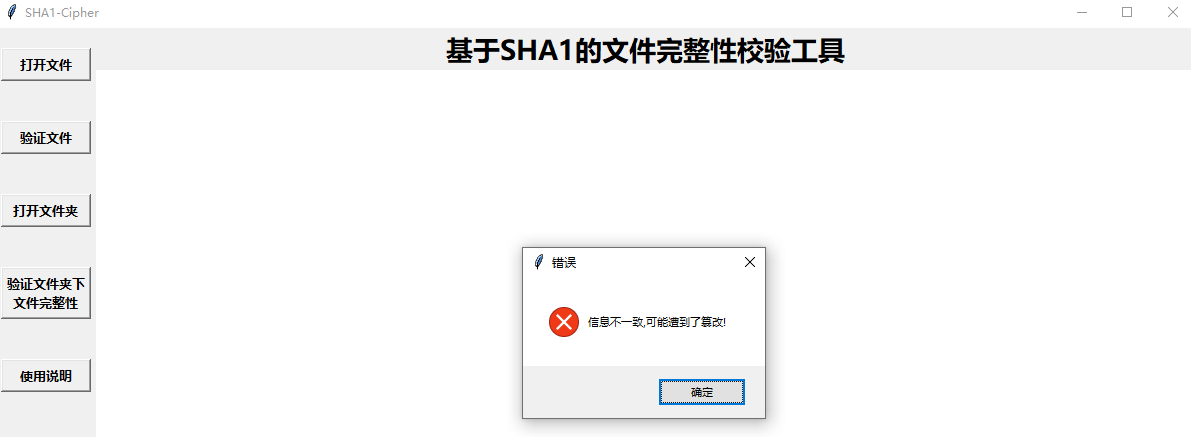 SHA1-Cipher
基于SHA1的文件完整性校验工具
打开文件
验证文件
打开文件夹
验证文件夹下
文件完整性
使用说明
错误
信息不一致,可能遭到了篡改!
确定